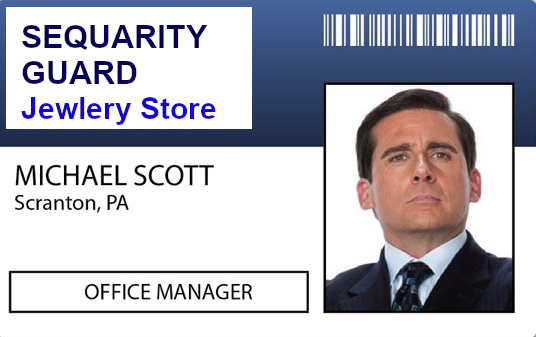 SEQUARITY
GUARD
Jewlery Store
MICHAEL SCOTT
Scranton, PA
OFFICE MANAGER